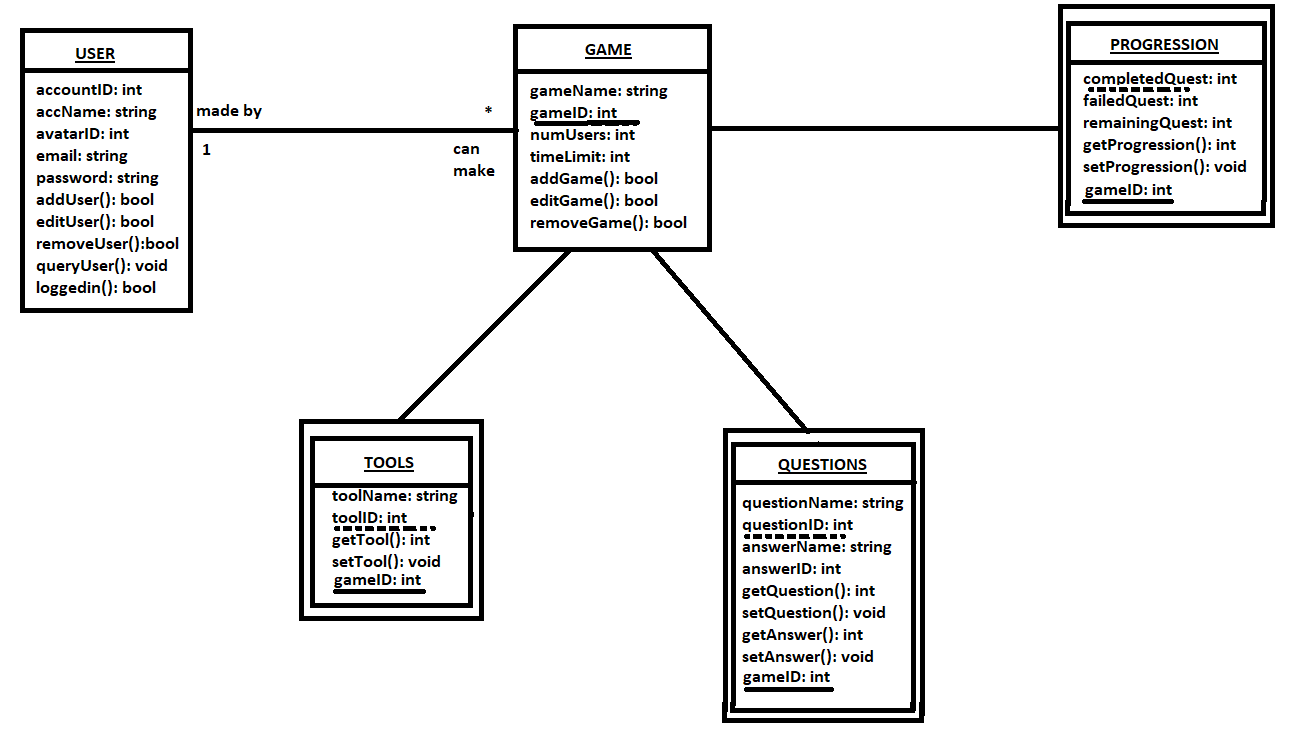 USER
accountID: int
accName: string
avatarID: int
email: string
password: string
addUser(): bool
editUser(): bool
removeUser():bool
queryUser(): void
loggedin(): bool
made by
1
*
can
make
GAME
gameName: string
gameID: int
numUsers: int
timeLimit: int
addGame(): bool
editGame(): bool
removeGame(): bool
PROGRESSION
completedQuest: int
failedQuest: int
remainingQuest: int
getProgression(): int
setProgression(): void
gameID: int
TOOLS
toolName: string
toolID: int
getTool(): int
setTool(): void
gameID: int
QUESTIONS
questionName: string
questionID: int
answerName: string
answerID: int
getQuestion(): int
setQuestion(): void
getAnswer(): int
setAnswer(): void
gameID: int